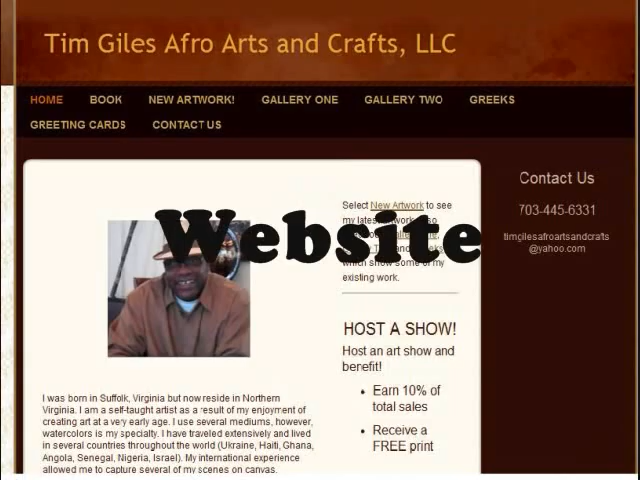 Tim Giles Afro Arts and Crafts, LLC
HOME BOOK NEW ARTWORK! GALLERY ONE GALLERY TWO GREEKS
GREETING CARDS CONTACT US
Website
I was born in Suffolk, Virginia but now reside in Northern
Virginia. I am a self-taught artist as a result of my enjoyment of
creating art at a very early age. I use several mediums, however,
watercolors is my specialty. I have traveled extensively and lived
in several countries throughout the world (Ukraine, Haiti, Ghana,
Angola, Senegal, Nigeria, Israel). My international experience
allowed me to capture several of my scenes on canvas.
Select New Artwork to see
my latest
and
which show some of my
existing work.
HOST A SHOW!
Host an art show and
benefit!
Earn 10% of
total sales
Receive a
FREE print
Contact Us
703-445-6331
timgilesafroartsandcrafts
@yahoo.com